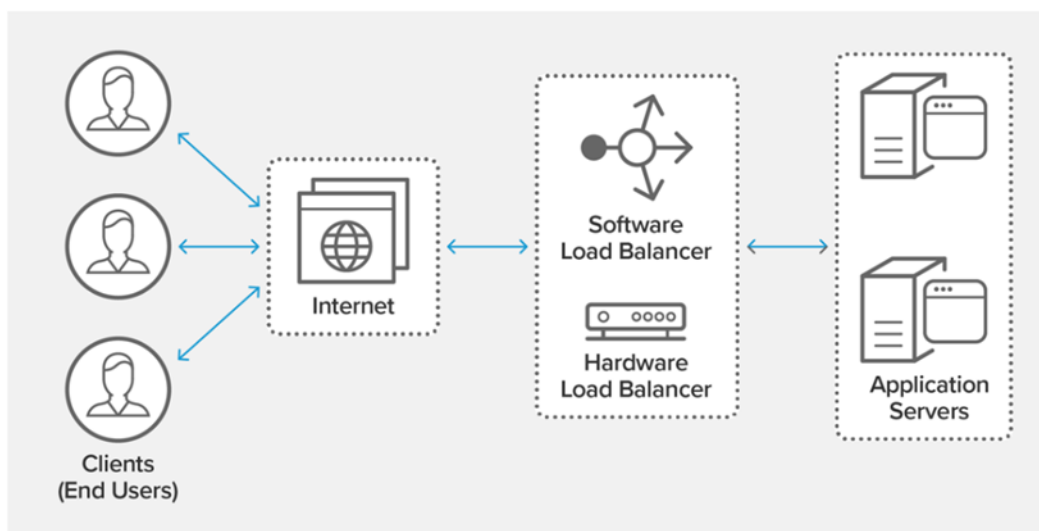 Internet
Software
Load Balancer
Hardware
Load Balancer
Application
Servers
Clients
(End Users)